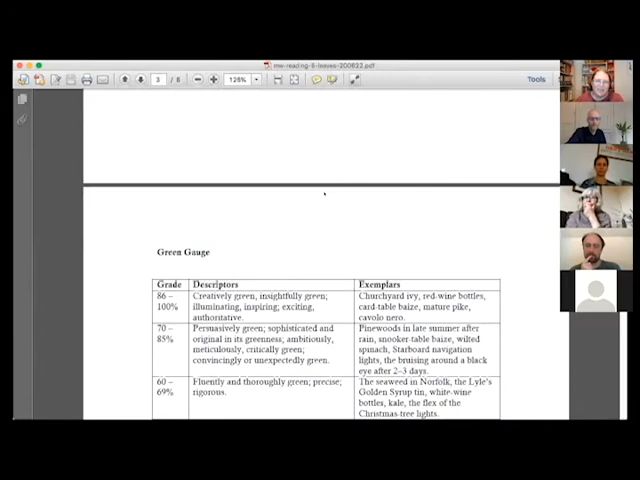 mw-reading-6-leaves-200822.pdf
3 / 8
126%
Tools
Green Gauge
Grade Descriptors Exemplars
86 – Creatively green, insightfully green; Churchyard ivy, red-wine bottles,
100% illuminating, inspiring; exciting, card-table baize, mature pike,
authoritative. cavolo nero.
70 – Persuasively green; sophisticated and Pinewoods in late summer after
85% original in its greenness; ambitiously, rain, snooker-table baize, wilted
meticulously, critically green; spinach, Starboard navigation
convincingly or unexpectedly green. lights, the bruising around a black
eye after 2–3 days.
60 – Fluently and thoroughly green; precise; The seaweed in Norfolk, the Lyle's
69% rigorous. Golden Syrup tin, white-wine
bottles, kale, the flex of the
Christmas-tree lights.